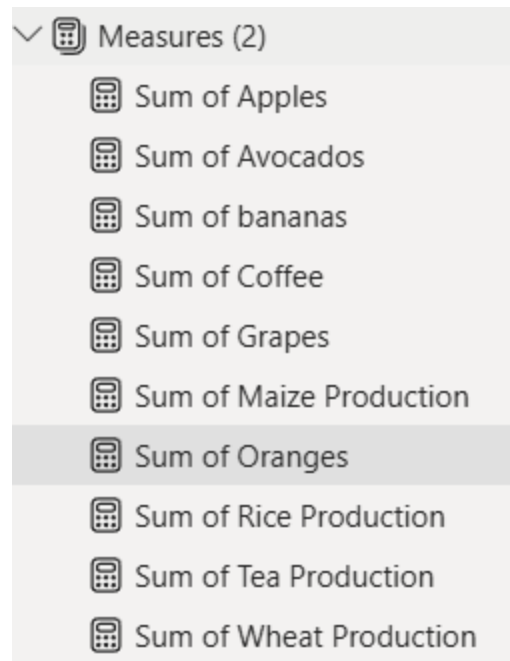 Measures (2)
Sum of Apples
Sum of Avocados
Sum of bananas
Sum of Coffee
Sum of Grapes
Sum of Maize Production
Sum of Oranges
Sum of Rice Production
Sum of Tea Production
Sum of Wheat Production